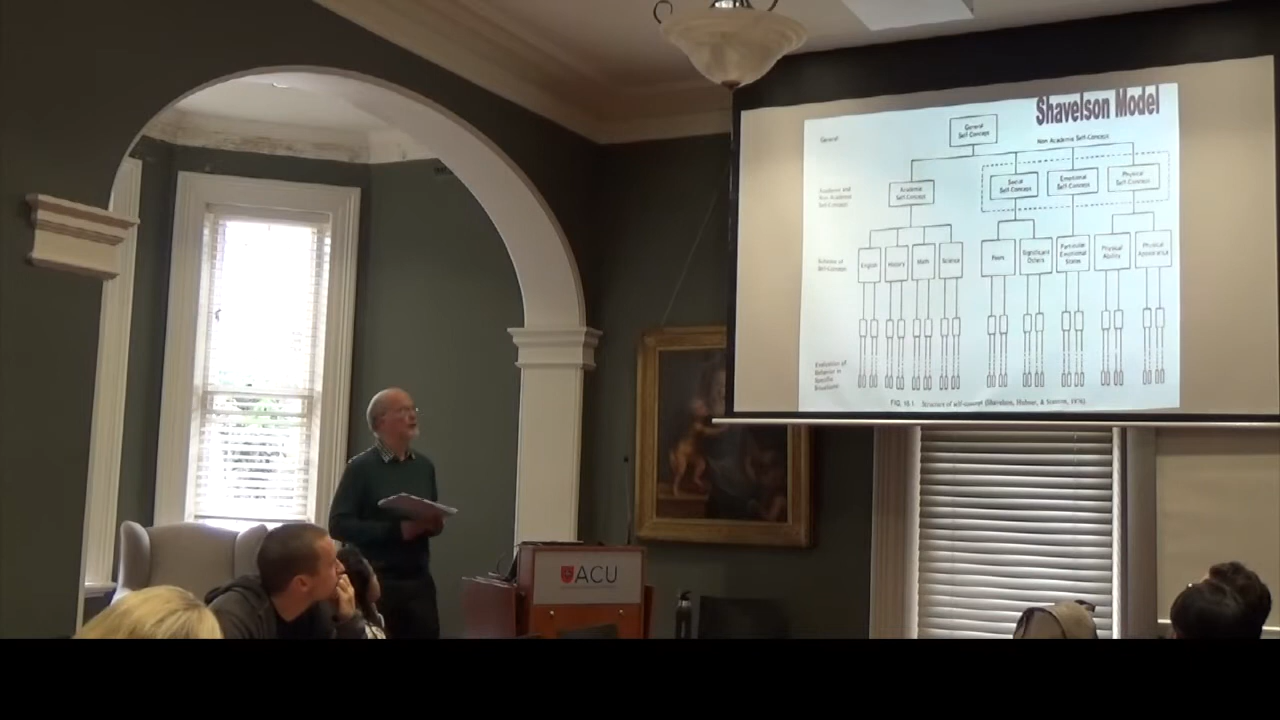 Shavelson Model
General
General
Self-Concept
Non Academic Self-Concept
Academic and
Non Academic
Self-Concept
Academic
Self-Concept
Social
Self-Concept
Emotional
Self-Concept
Physical
Self-Concept
Self-Concept
English
History
Math
Science
Peers
Significant
Others
Particular
Emotional
States
Physical
Ability
Physical
Appearance
Evaluation of
Behavior in
Specific
Situations
FIG. 10.1. Structure of self-concept (Shavelson, Hubner, & Stanton, 1976)
ACU